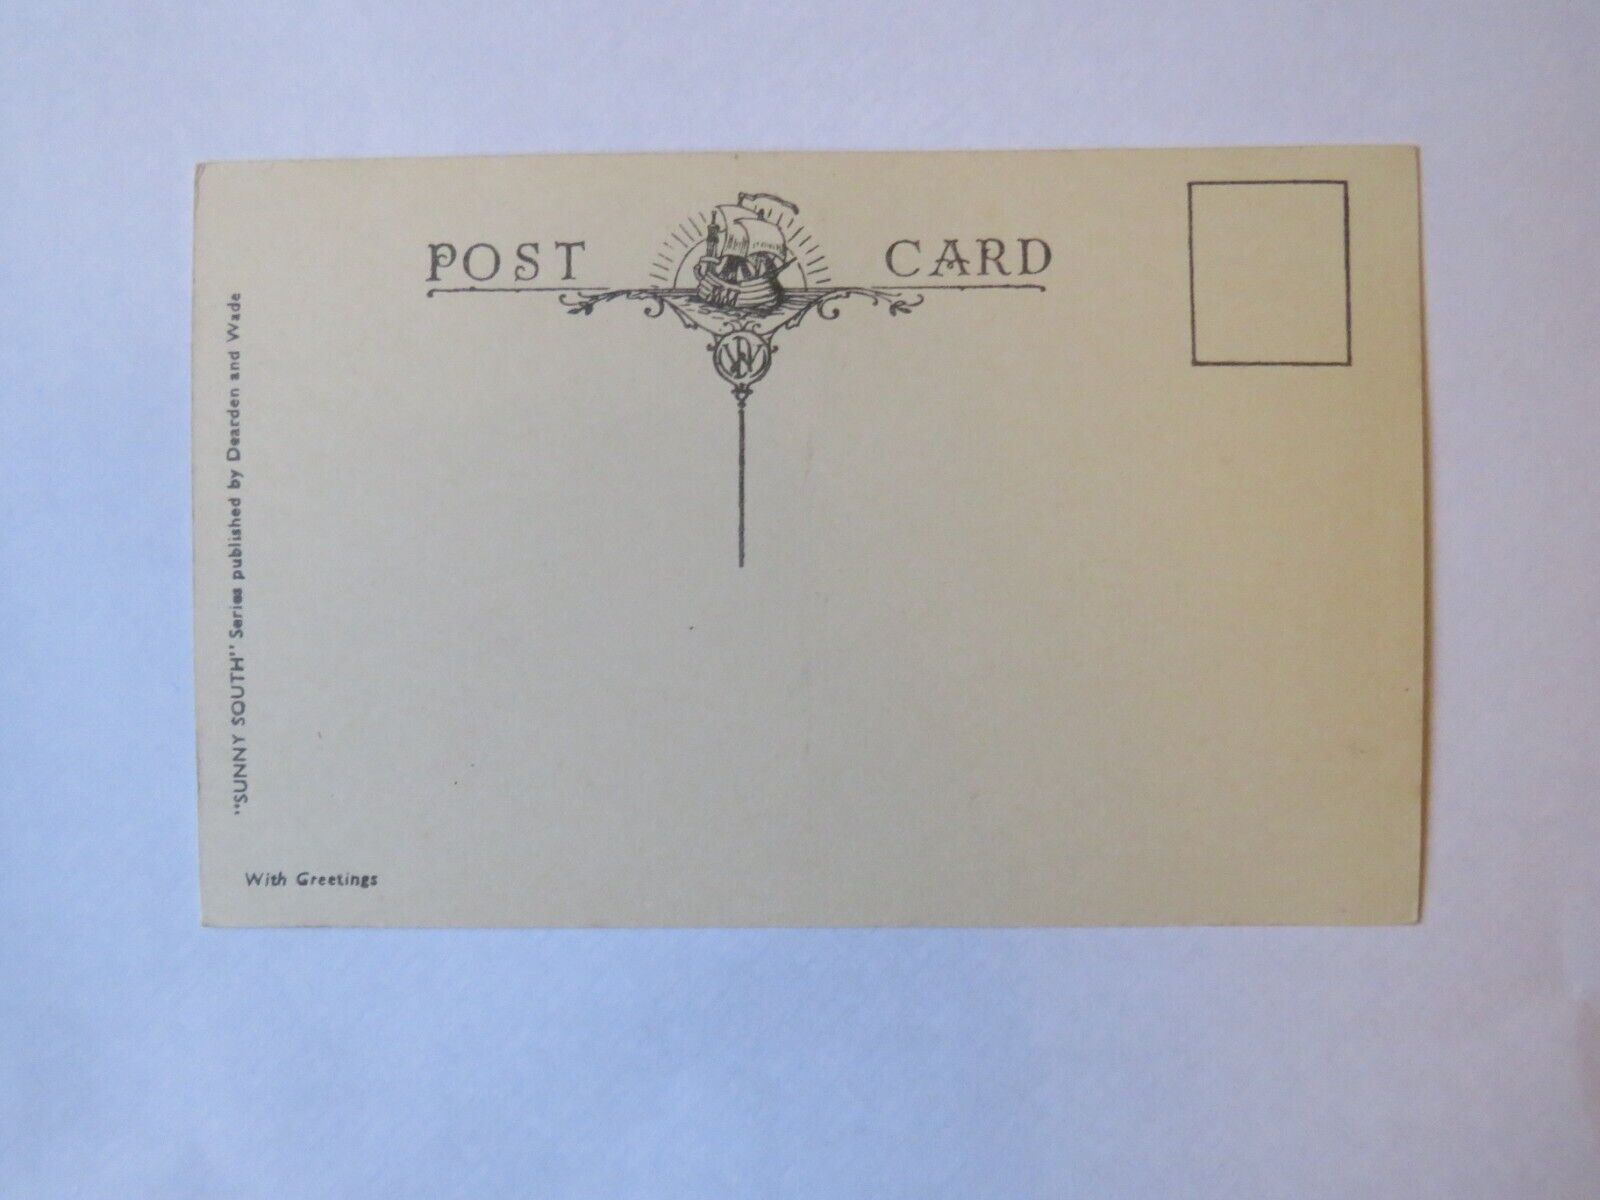 POST CARD
"SUNNY SOUTH" Series published by Dearden and Wade
With Greetings